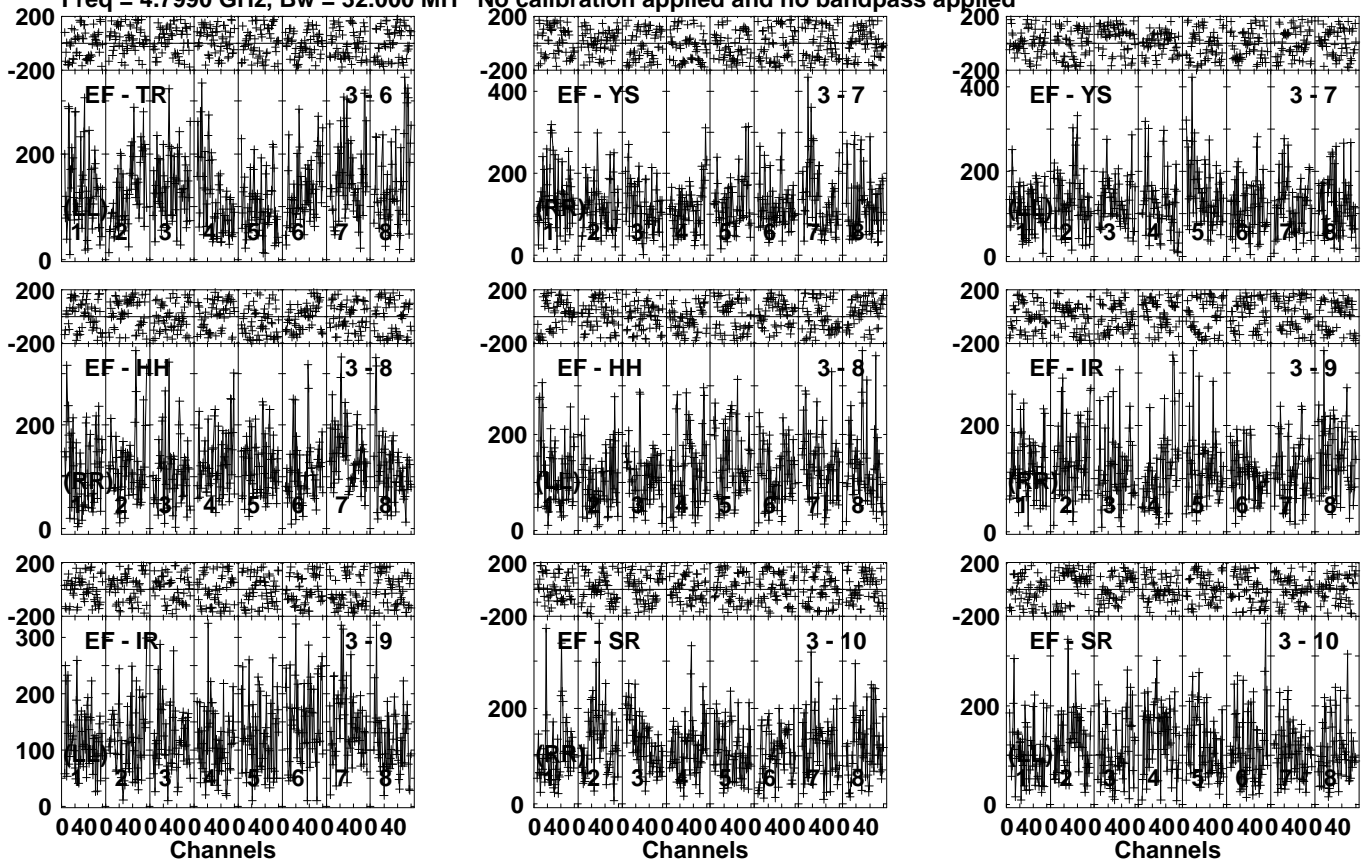 Freq = 4.7990 GHz, Bw = 32.000 MH No calibration applied and no bandpass applied
200 200 200
-200 -200 -200
EF - TR 3 - 6 400 EF - YS 3 - 7 400 EF - YS 3 - 7
200 200 200
(LL) (RR) (LL)
1 2 3 4 5 6 7 8 1 2 3 4 5 6 7 8 1 2 3 4 5 6 7 8
0 0 0
200 200 200
-200 -200 -200
EF - HH 3 - 8 EF - HH 3 - 8 EF - IR 3 - 9
200 200 200
(RR) (LL) (RR)
1 2 3 4 5 6 7 8 1 2 3 4 5 6 7 8 1 2 3 4 5 6 7 8
0 0 0
200 200 200
-200 -200 -200
300 EF - IR 3 - 9 EF - SR 3 - 10 EF - SR 3 - 10
200 200 200
100 (LL) (RR) (LL)
1 2 3 4 5 6 7 8 1 2 3 4 5 6 7 8 1 2 3 4 5 6 7 8
0 0 0
0 40 0 40 0 40 0 40 0 40 0 40 0 40 0 40 0 40 0 40 0 40 0 40 0 40 0 40 0 40 0 40 0 40 0 40 0 40 0 40 0 40 0 40 0 40 0 40
Channels Channels Channels